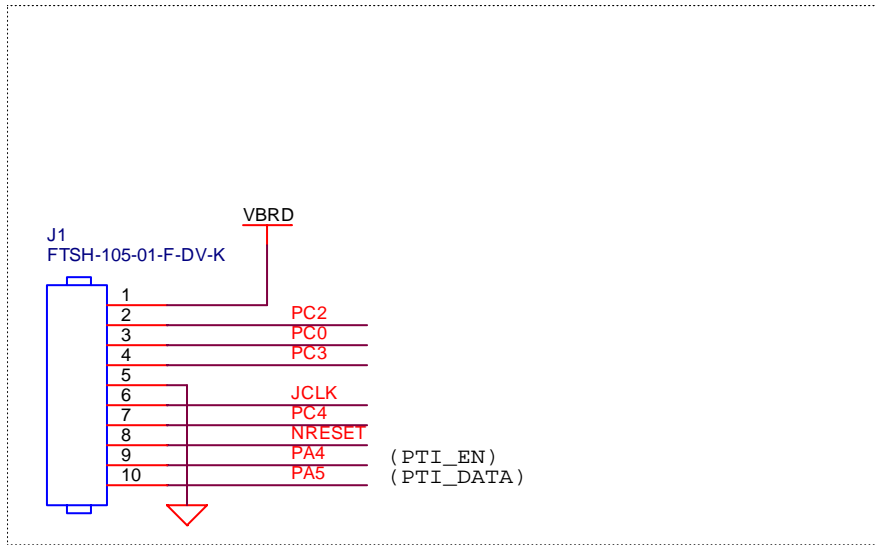 VBRD
J1
FTSH-105-01-F-DV-K
1
2 PC2
3 PC0
4 PC3
5
6 JCLK
7 PC4
8 NRESET
9 PA4 (PTI_EN)
10 PA5 (PTI_DATA)